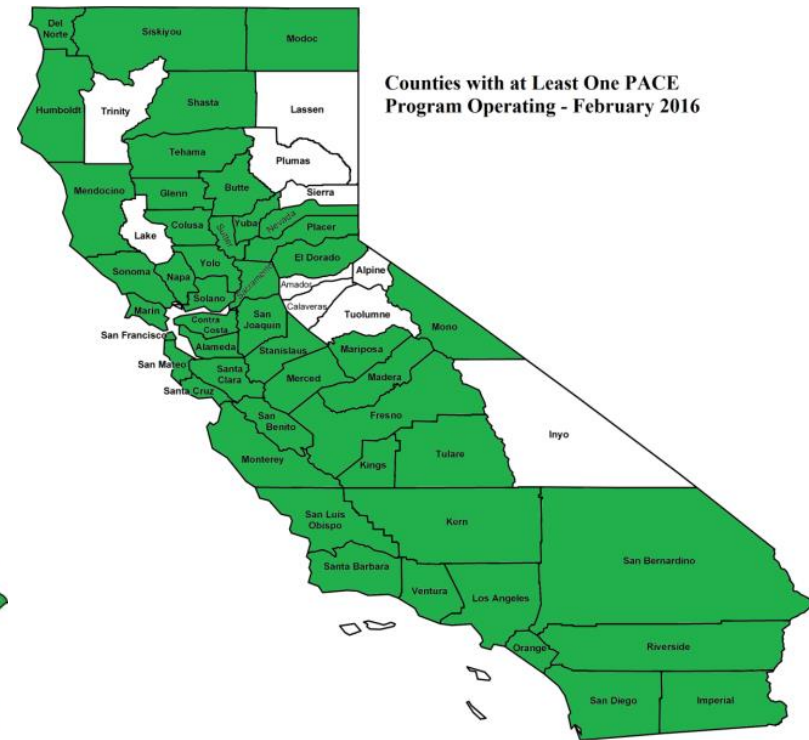 Counties with at Least One PACE
Program Operating - February 2016
Del
Norte
Siskiyou
Modoc
Humboldt
Trinity
Shasta
Lassen
Tehama
Plumas
Mendocino
Glenn
Butte
Sierra
Lake
Colusa
Sutter
Yuba
Nevada
Placer
Sonoma
Napa
Yolo
Sacramento
El Dorado
Alpine
Solano
Amador
Calaveras
Tuolumne
Mono
Marin
Contra
Costa
San
Joaquin
San Francisco
Alameda
Stanislaus
Mariposa
San Mateo
Santa
Clara
Merced
Madera
Santa Cruz
San
Benito
Fresno
Inyo
Monterey
Kings
Tulare
San Luis
Obispo
Kern
San Bernardino
Santa Barbara
Ventura
Los Angeles
Orange
Riverside
San Diego
Imperial